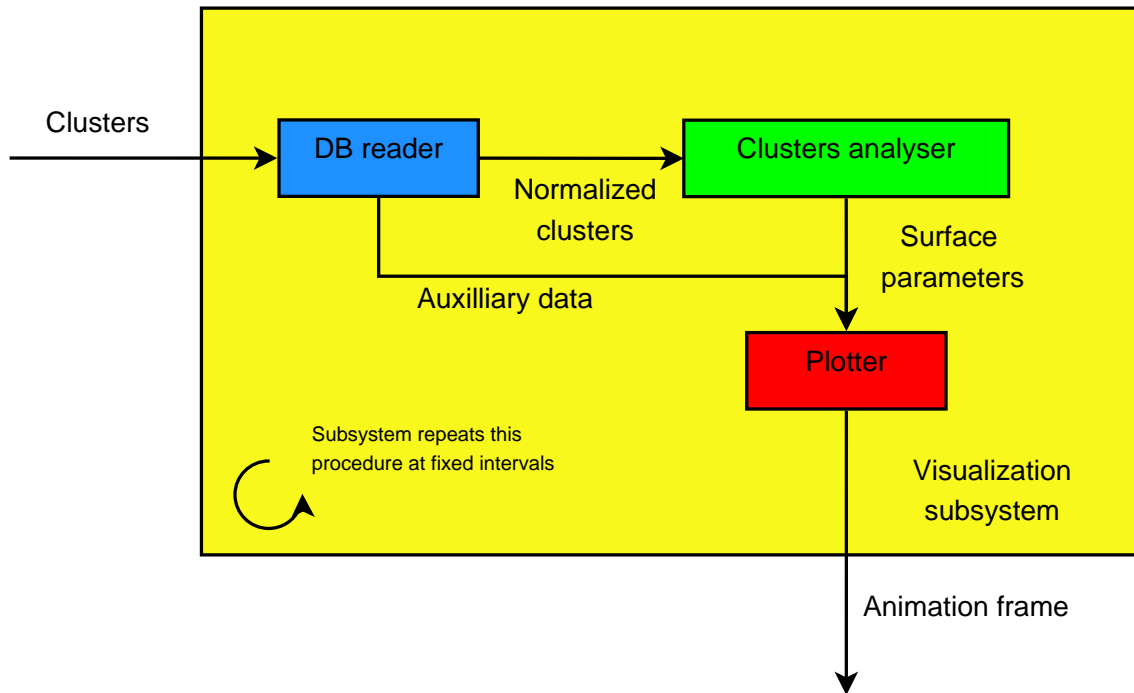 Clusters
DB reader
Clusters analyser
Normalized
clusters
Surface
parameters
Auxilliary data
Plotter
Subsystem repeats this
procedure at fixed intervals
Visualization
subsystem
Animation frame